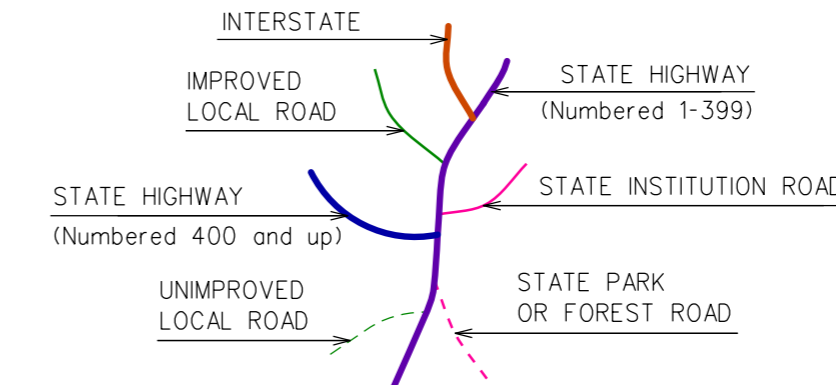 INTERSTATE
STATE HIGHWAY
(Numbered 1-399)
IMPROVED
LOCAL ROAD
STATE INSTITUTION ROAD
STATE HIGHWAY
(Numbered 400 and up)
UNIMPROVED
LOCAL ROAD
STATE PARK
OR FOREST ROAD